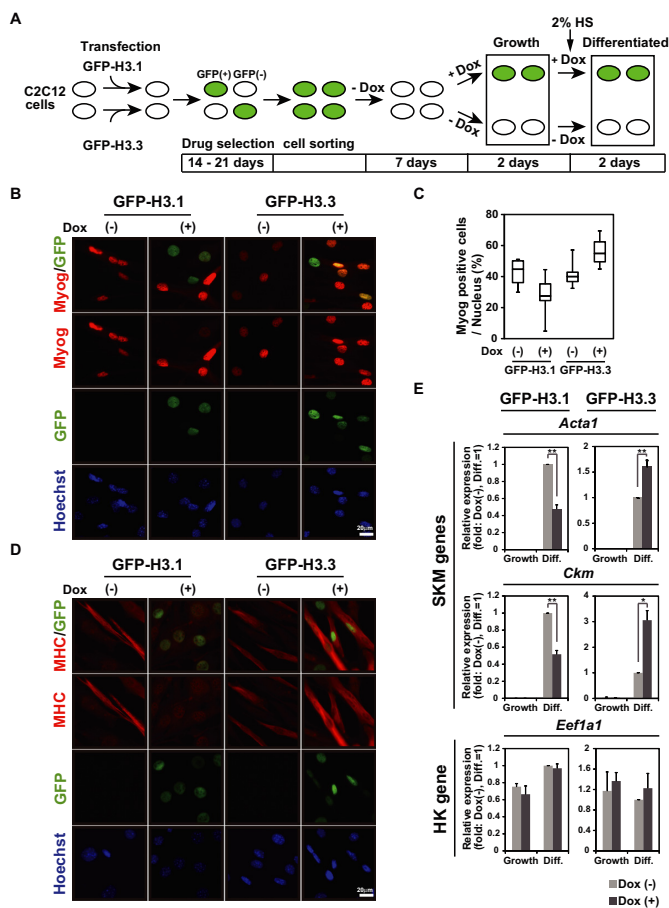 A
Transfection
GFP-H3.1
C2C12
cells
GFP-H3.3
GFP(+) GFP(-)
- Dox
+ Dox
- Dox
Growth
2% HS
+ Dox
- Dox
Differentiated
Drug selection cell sorting
14 - 21 days 7 days 2 days 2 days
B
GFP-H3.1 GFP-H3.3
Dox (-) (+) (-) (+)
Myog/GFP
Myog
GFP
Hoechst
20µm
C
Myog positive cells
/ Nucleus (%)
80
60
40
20
0
Dox (-) (+) (-) (+)
GFP-H3.1 GFP-H3.3
D
GFP-H3.1 GFP-H3.3
Dox (-) (+) (-) (+)
MHC/GFP
MHC
GFP
Hoechst
20µm
E
GFP-H3.1 GFP-H3.3
SKM genes
Acta1
Relative expression
(fold: Dox(-), Diff.=1)
1.2
1
0.8
0.6
0.4
0.2
0
**
Growth Diff.
2
1.5
1
0.5
0
**
Growth Diff.
Ckm
Relative expression
(fold: Dox(-), Diff.=1)
1.2
1
0.8
0.6
0.4
0.2
0
**
Growth Diff.
4
3
2
1
0
*
Growth Diff.
HK gene
Eef1a1
Relative expression
(fold: Dox(-), Diff.=1)
1.2
1
0.8
0.6
0.4
0.2
0
Growth Diff.
2
1.5
1
0.5
0
Growth Diff.
Dox (-)
Dox (+)